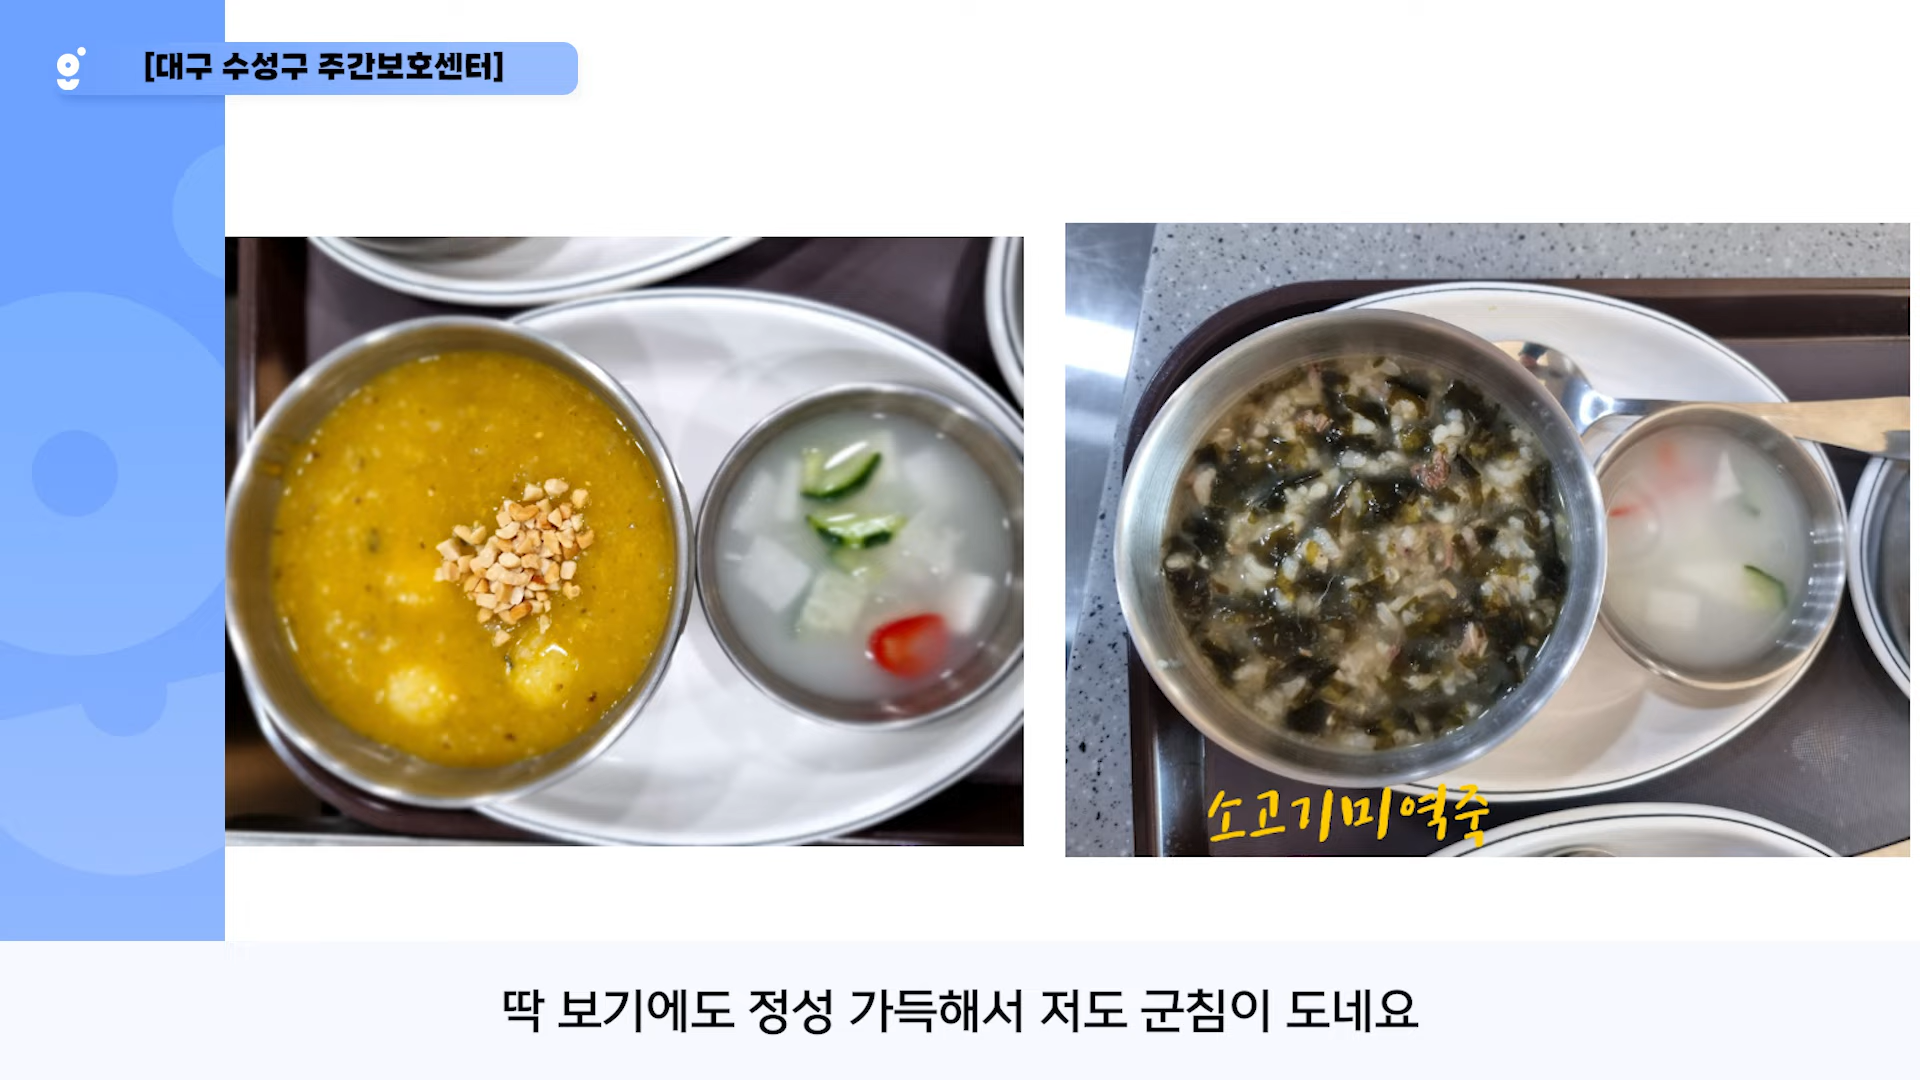 [대구 수성구 주간보호센터]
소고기미역죽
딱 보기에도 정성 가득해서 저도 군침이 도네요